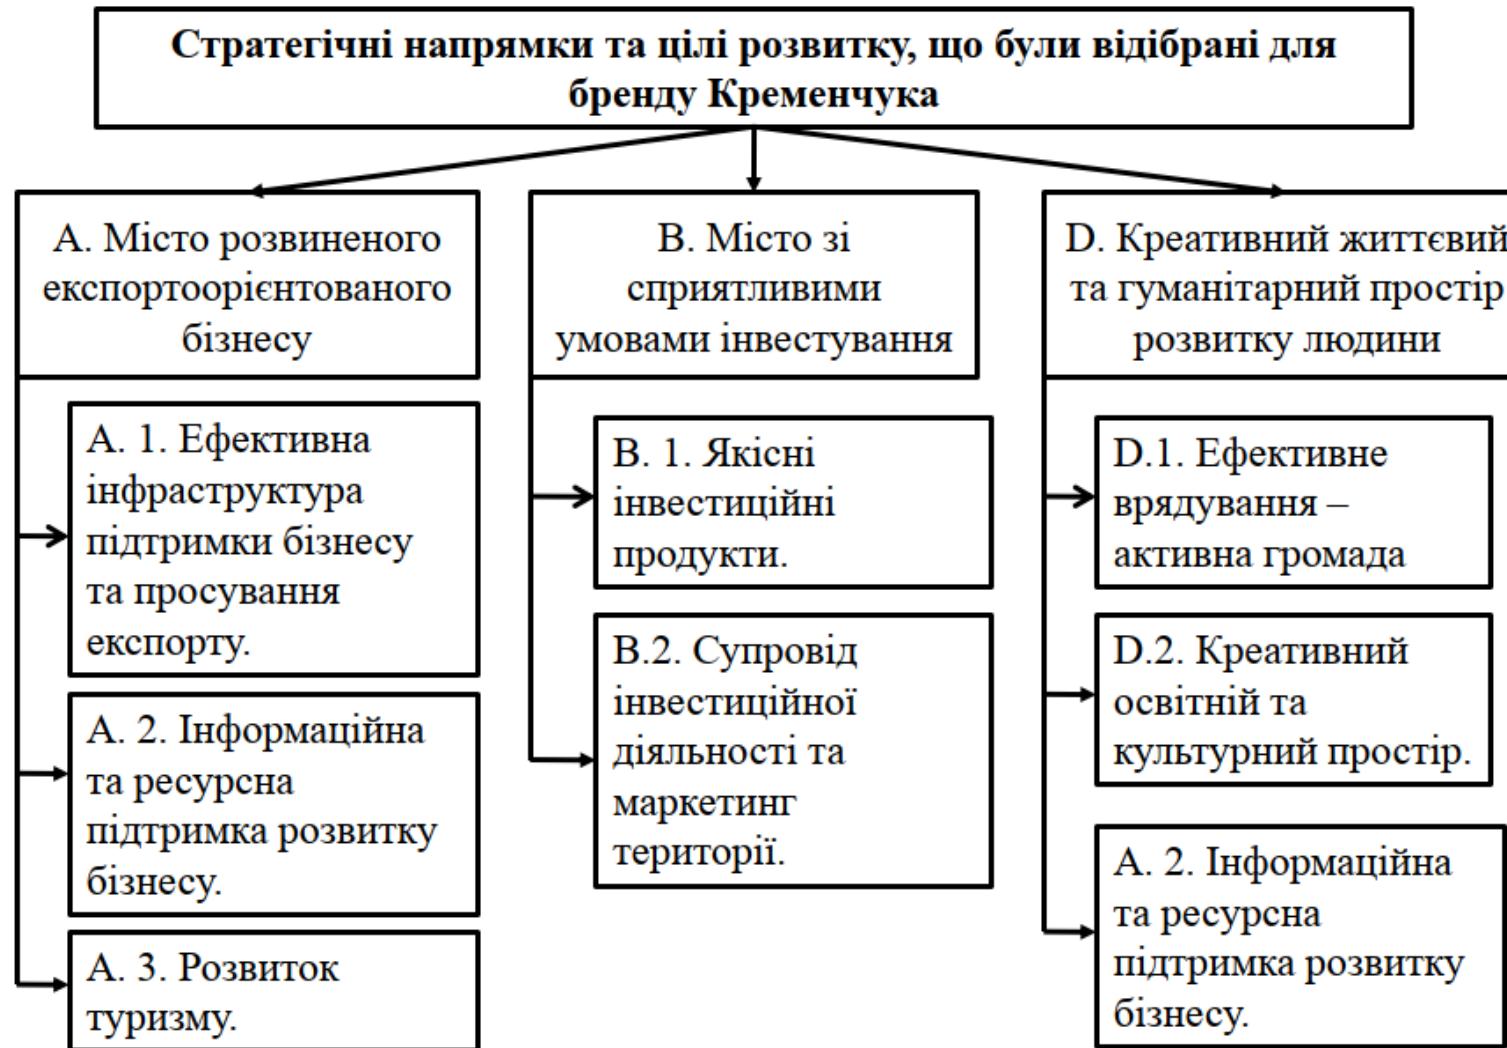 Стратегічні напрямки та цілі розвитку, що були відібрані для
бренду Кременчука
А. Місто розвиненого
експортоорієнтованого
бізнесу
А. 1. Ефективна
інфраструктура
підтримки бізнесу
та просування
експорту.
А. 2. Інформаційна
та ресурсна
підтримка розвитку
бізнесу.
А. 3. Розвиток
туризму.
В. Місто зі
сприятливими
умовами інвестування
В. 1. Якісні
інвестиційні
продукти.
В.2. Супровід
інвестиційної
діяльності та
маркетинг
території.
D. Креативний життєвий
та гуманітарний простір
розвитку людини
D.1. Ефективне
врядування –
активна громада
D.2. Креативний
освітній та
культурний простір.
А. 2. Інформаційна
та ресурсна
підтримка розвитку
бізнесу.